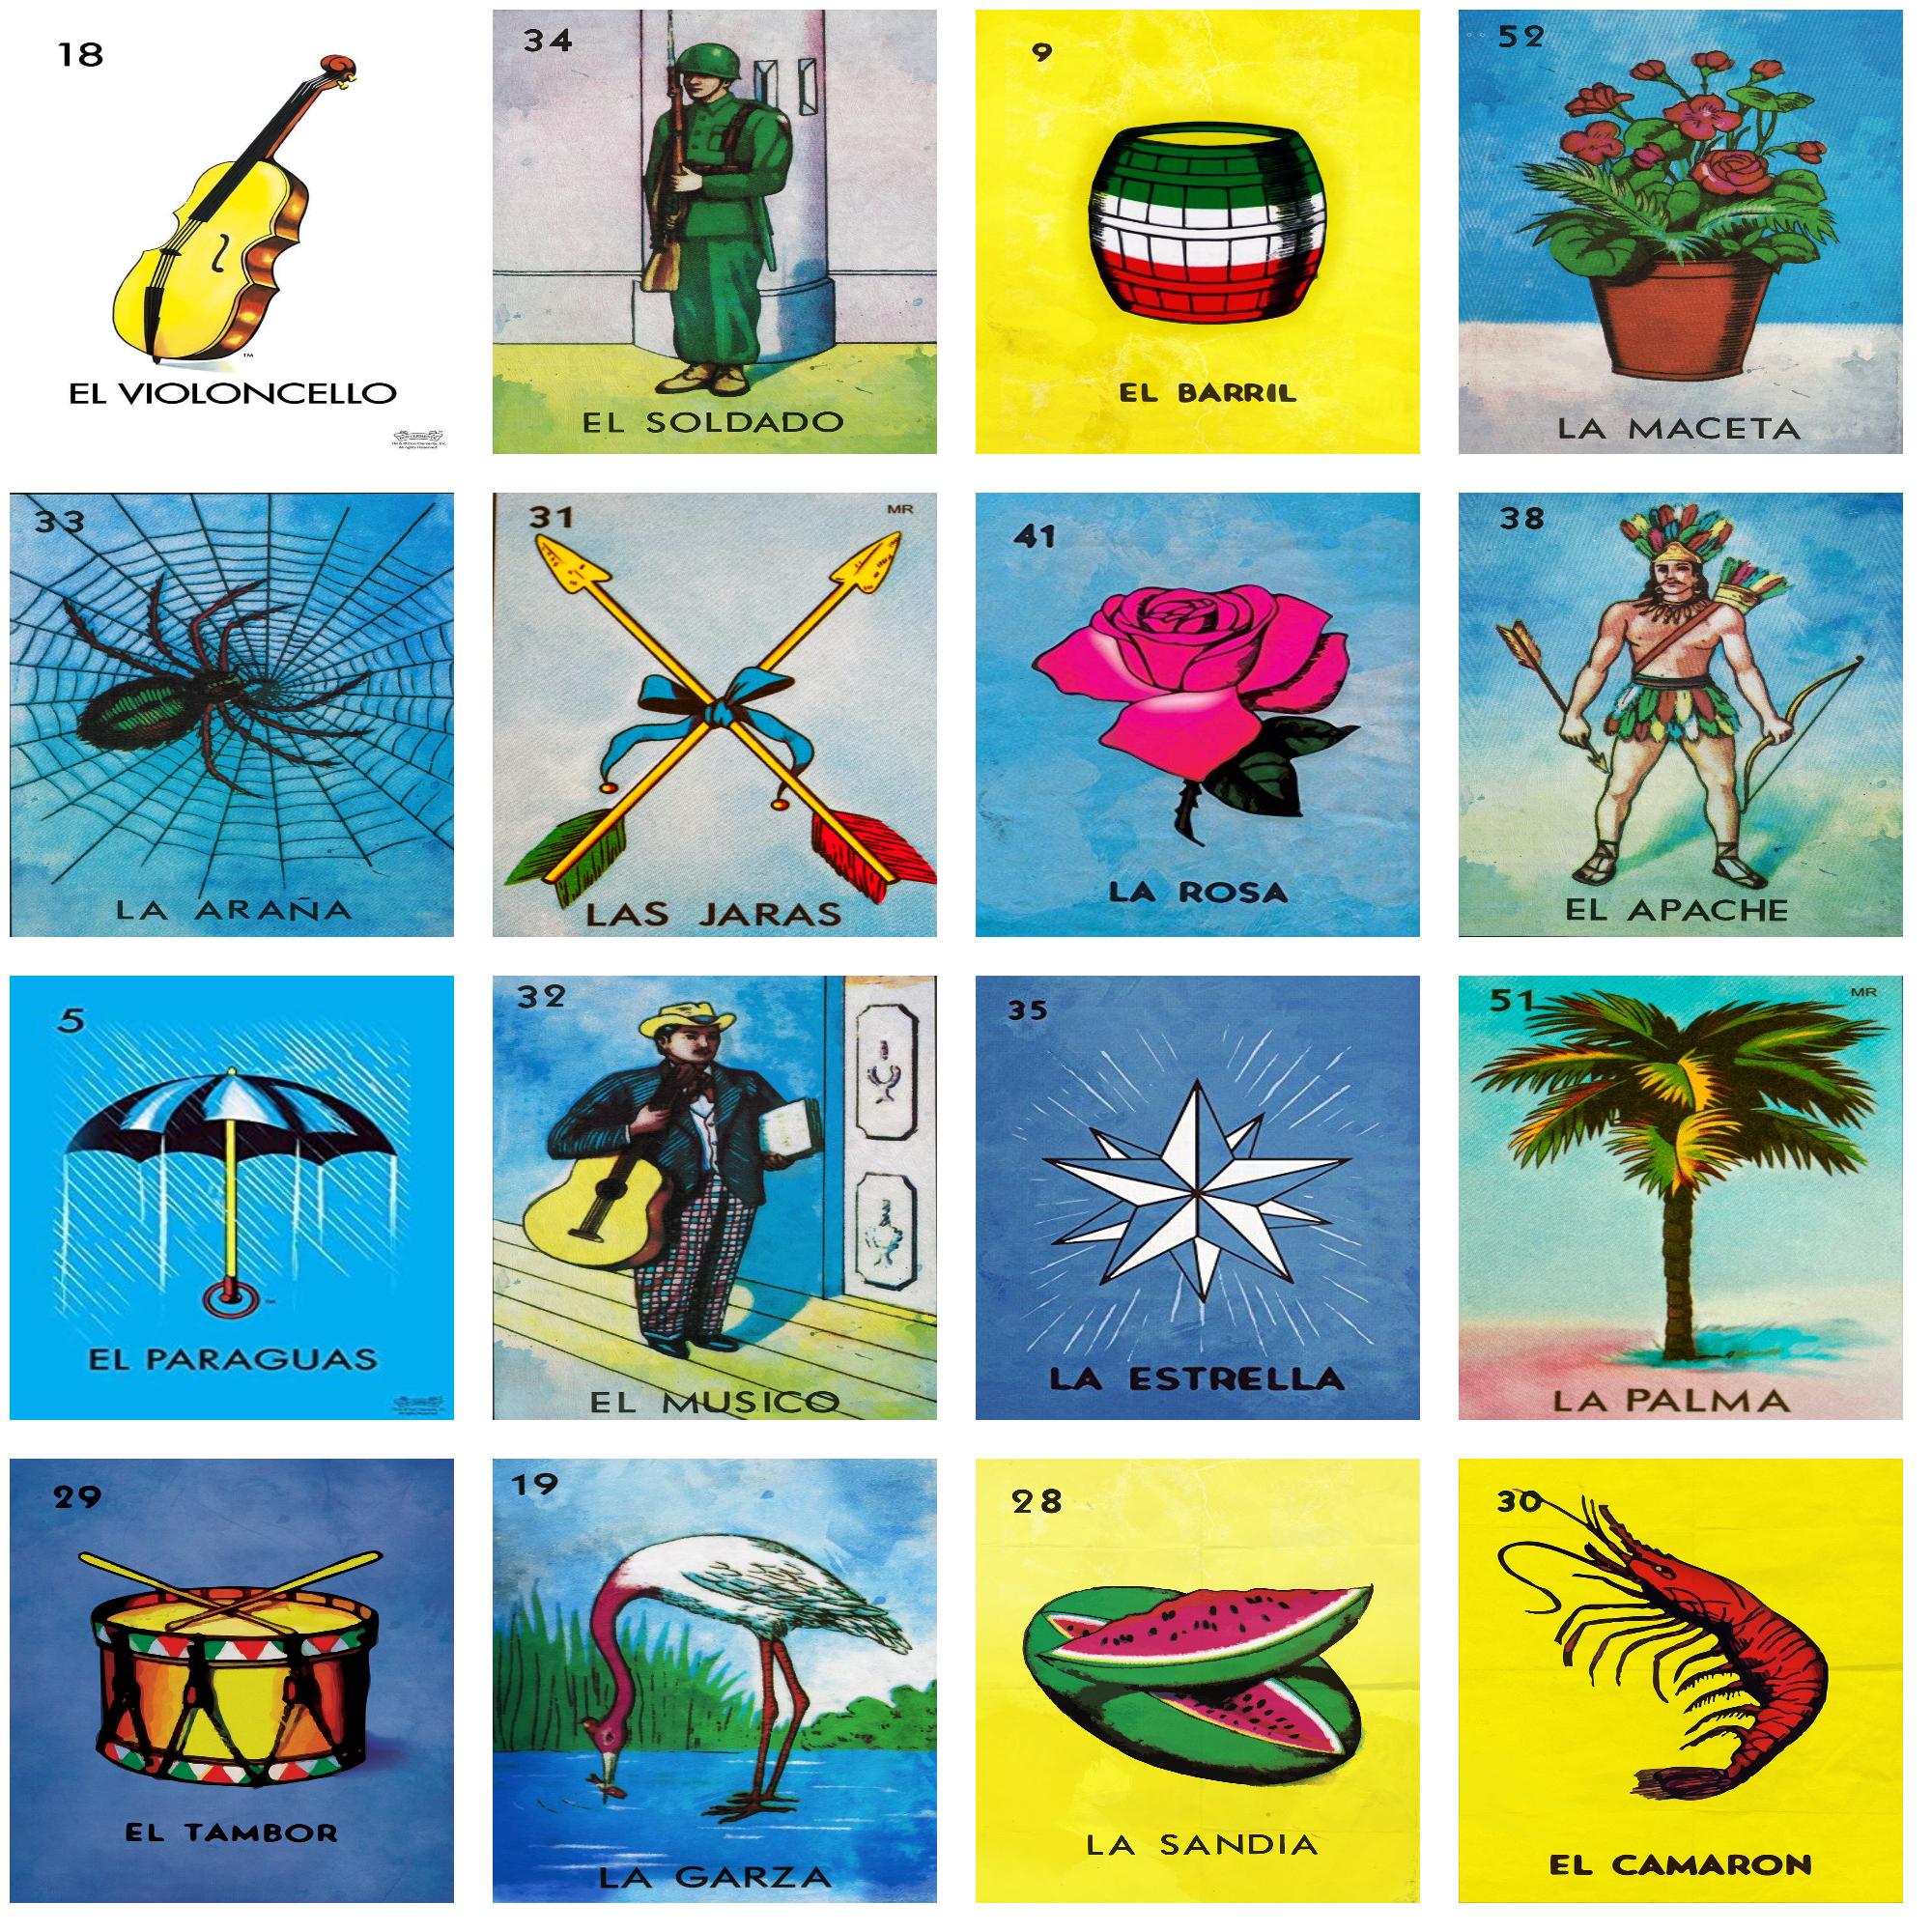 18
EL VIOLONCELLO
™
34
EL SOLDADO
9
EL BARRIL
52
LA MACETA
33
LA ARAÑA
31
MR
LAS JARAS
41
LA ROSA
38
EL APACHE
5
EL PARAGUAS
32
EL MUSICO
35
LA ESTRELLA
51
MR
LA PALMA
29
EL TAMBOR
19
LA GARZA
28
LA SANDIA
30
EL CAMARON